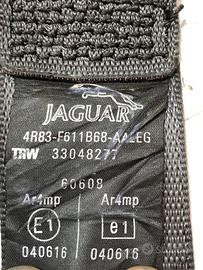 JAGUAR
4R83-F611B68-AALEG
TRW 33048277
60608
Ar4mp Ar4mp
E1 e1
040616 040616